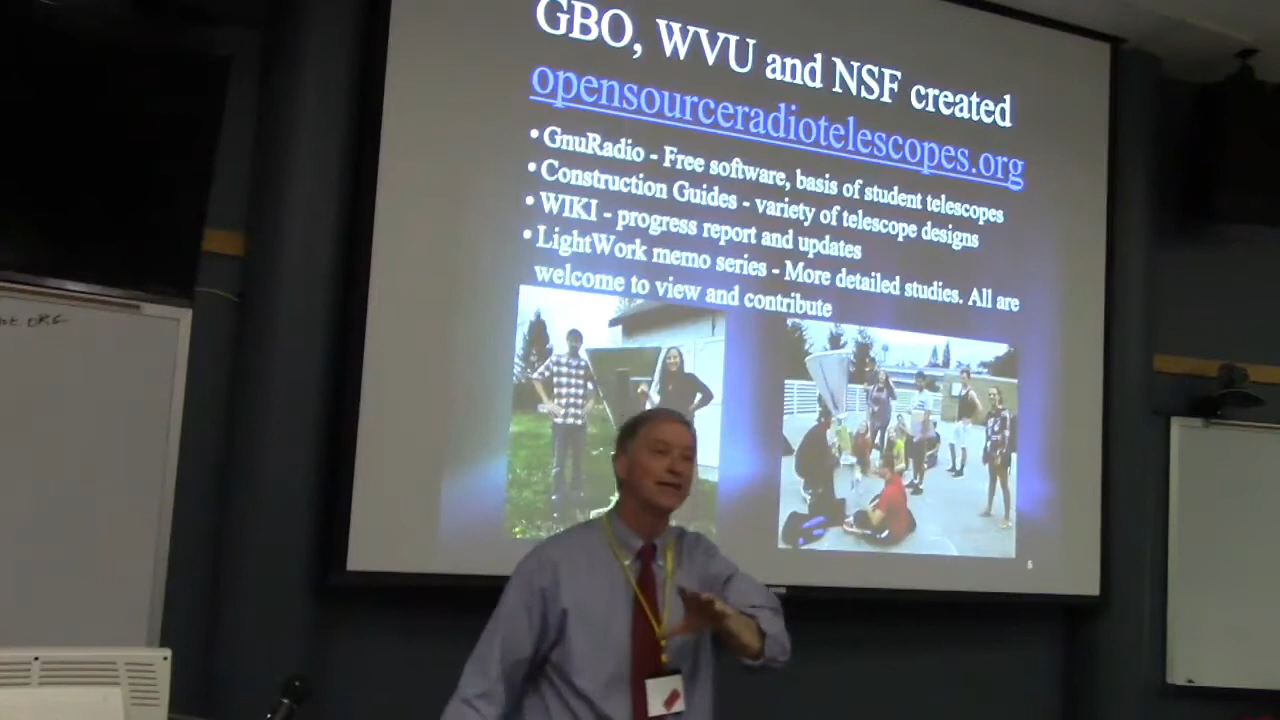 GBO, WVU and NSF created
opensourceradiotelescopes.org
• GnuRadio - Free software, basis of student telescopes
• Construction Guides - variety of telescope designs
• WIKI - progress report and updates
• LightWork memo series - More detailed studies. All are
welcome to view and contribute
5